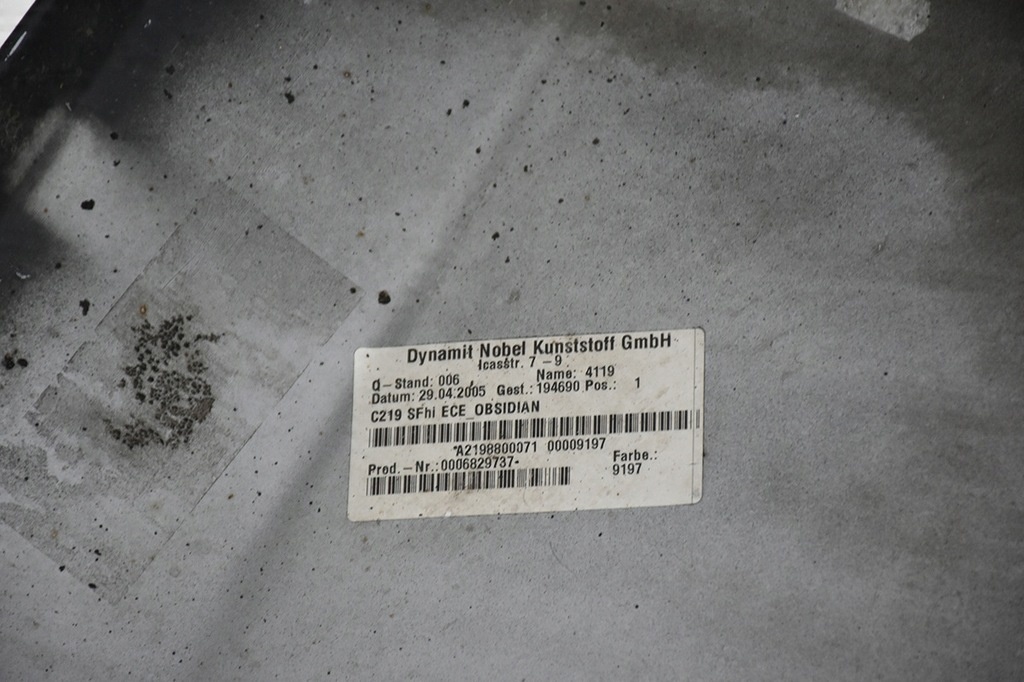 Dynamit Nobel Kunststoff GmbH
Icasstr. 7 – 9
Q – Stand: 006 Name: 4119
Datum: 29.04.2005 Gest.: 194690 Pos.: 1
C219 SFhi ECE_OBSIDIAN
A2198800071 00009197
Prod. – Nr.: 0006829737 Farbe.:
9197